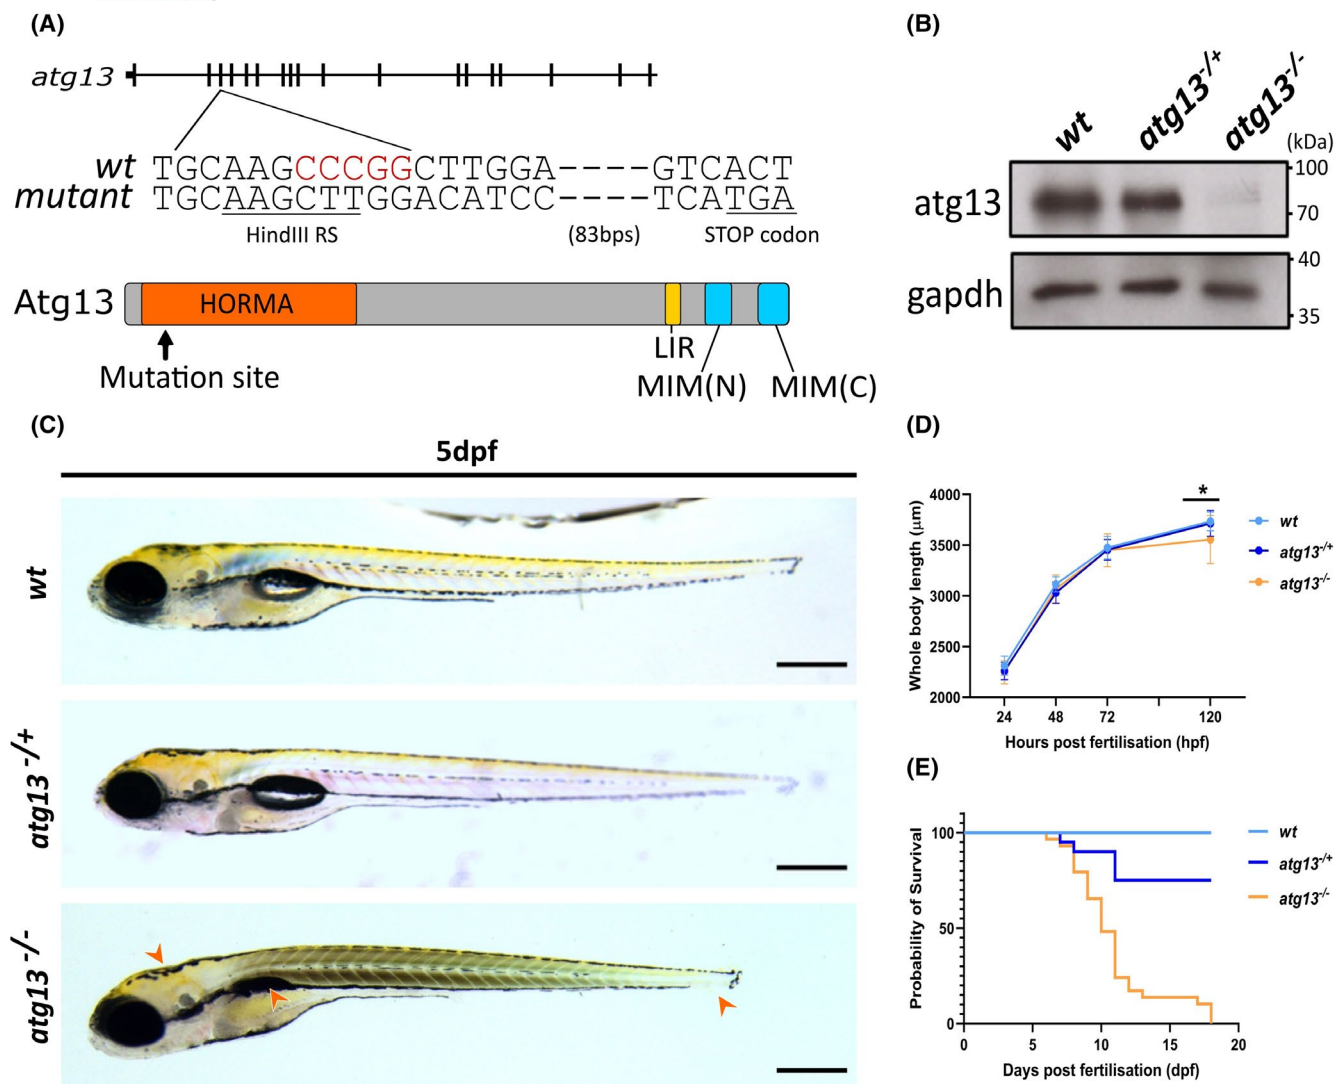 (A)
atg13
wt TGCAAGCCCGGCTTGGA----GTCACT
mutant TGCAAGCTTGGACATCC----TCATGA
HindIII RS (83bps) STOP codon
Atg13 HORMA
LIR
Mutation site
MIM(N) MIM(C)
(B)
wt atg13-/+ atg13-/-
(kDa)
atg13 100
70
gapdh 40
35
(C)
5dpf
wt
atg13 -/+
atg13 -/-
(D)
Whole body length (μm)
4000
3500
3000
2500
2000
24 48 72 120
Hours post fertilisation (hpf)
*
wt
atg13-/+
atg13-/-
(E)
Probability of Survival
100
50
0
0 5 10 15 20
Days post fertilisation (dpf)
wt
atg13-/+
atg13-/-